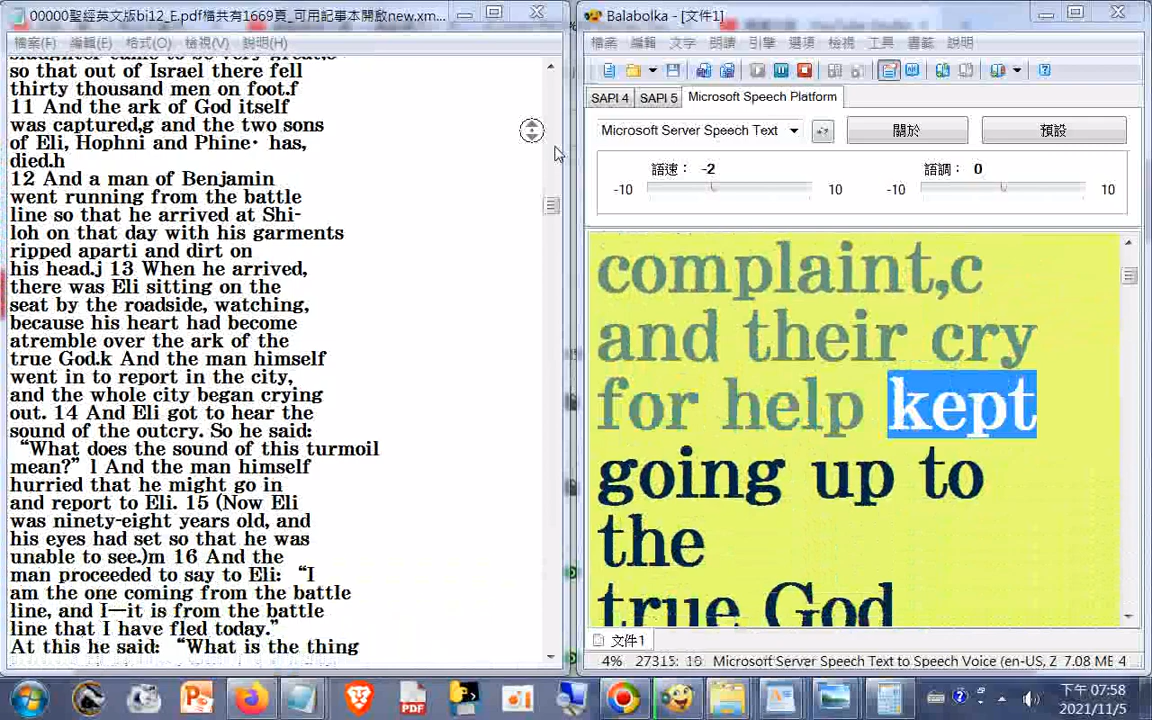 00000聖經英文版bi12_E.pdf檔共有1669頁_可用記事本開啟new.xm...
檔案(F) 編輯(E) 格式(O) 檢視(V) 說明(H)
so that out of Israel there fell
thirty thousand men on foot.f
11 And the ark of God itself
was captured,g and the two sons
of Eli, Hophni and Phine· has,
died.h
12 And a man of Benjamin
went running from the battle
line so that he arrived at Shi-
loh on that day with his garments
ripped aparti and dirt on
his head.j 13 When he arrived,
there was Eli sitting on the
seat by the roadside, watching,
because his heart had become
atremble over the ark of the
true God.k And the man himself
went in to report in the city,
and the whole city began crying
out. 14 And Eli got to hear the
sound of the outcry. So he said:
“What does the sound of this turmoil
mean?” l And the man himself
hurried that he might go in
and report to Eli. 15 (Now Eli
was ninety-eight years old, and
his eyes had set so that he was
unable to see.)m 16 And the
man proceeded to say to Eli: “I
am the one coming from the battle
line, and I—it is from the battle
line that I have fled today.”
At this he said: “What is the thing
Balabolka - [文件1]
檔案 編輯 文字 朗讀 引擎 選項 檢視 工具 書籤 說明
SAPI 4 SAPI 5 Microsoft Speech Platform
Microsoft Server Speech Text 關於 預設
語速: -2 語調: 0
-10 10 -10 10
complaint,c
and their cry
for help kept
going up to
the
true God
文件1
4% 27315: 10 Microsoft Server Speech Text to Speech Voice (en-US, Z 7.08 ME 4
PDF
下午 07:58
2021/11/5